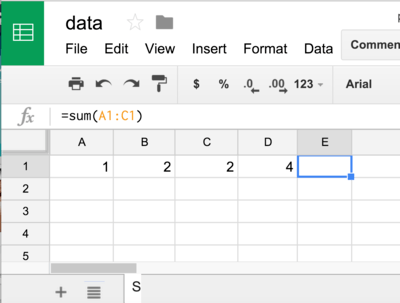 data
File Edit View Insert Format Data Commen
$ % .0 .00 123 Arial
fx =sum(A1:C1)
A B C D E
1 1 2 2 4
2
3
4
5
+ S